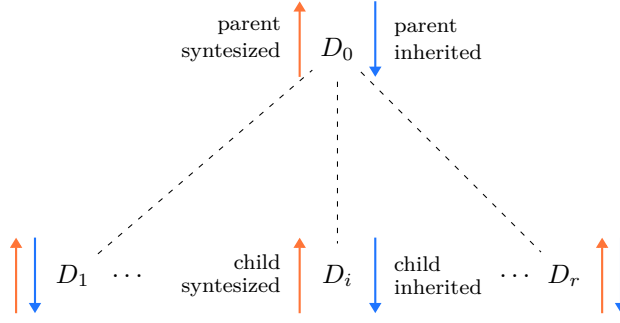 parent
syntesized
D₀
parent
inherited
D₁ ⋯
child
syntesized
Dᵢ
child
inherited
⋯ Dᵣ